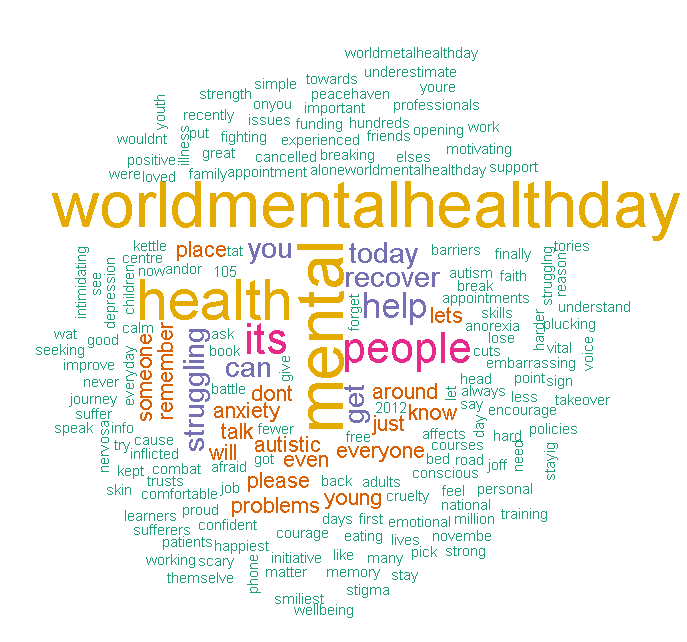 worldmetalhealthday
simple towards underestimate
strength peacehaven youre
youth recently onyou important professionals
wouldnt put fighting issues funding hundreds friends opening work
illness great experienced motivating
positive cancelled breaking elses
were loved family appointment alone worldmentalhealthday support
worldmentalhealthday
intimidating see depression kettle place tat you today barriers finally tories
centre now andor 105 recover autism faith struggling reason
children health mental forget help break appointments understand
wat good calm its people lets skills anorexia harder plucking
seeking someone remember struggling ask book can give cuts lose vital voice
improve everyday embarrassing
never battle dont get around head point sign
journey anxiety 2012 know let always less takeover
suffer talk fewer just say day encourage
speak info nervosa cause will autistic free everyone affects hard policies
try inflicted got even courses need
kept combat afraid bed road joff stayig
skin trusts job please back adults conscious
comfortable problems young cruelty feel personal
learners proud national
sufferers confident days first emotional million training
patients courage eating lives novembe
working happiest initiative like many pick strong
scary phone matter memory stay
themselve stigma
smiliest
wellbeing